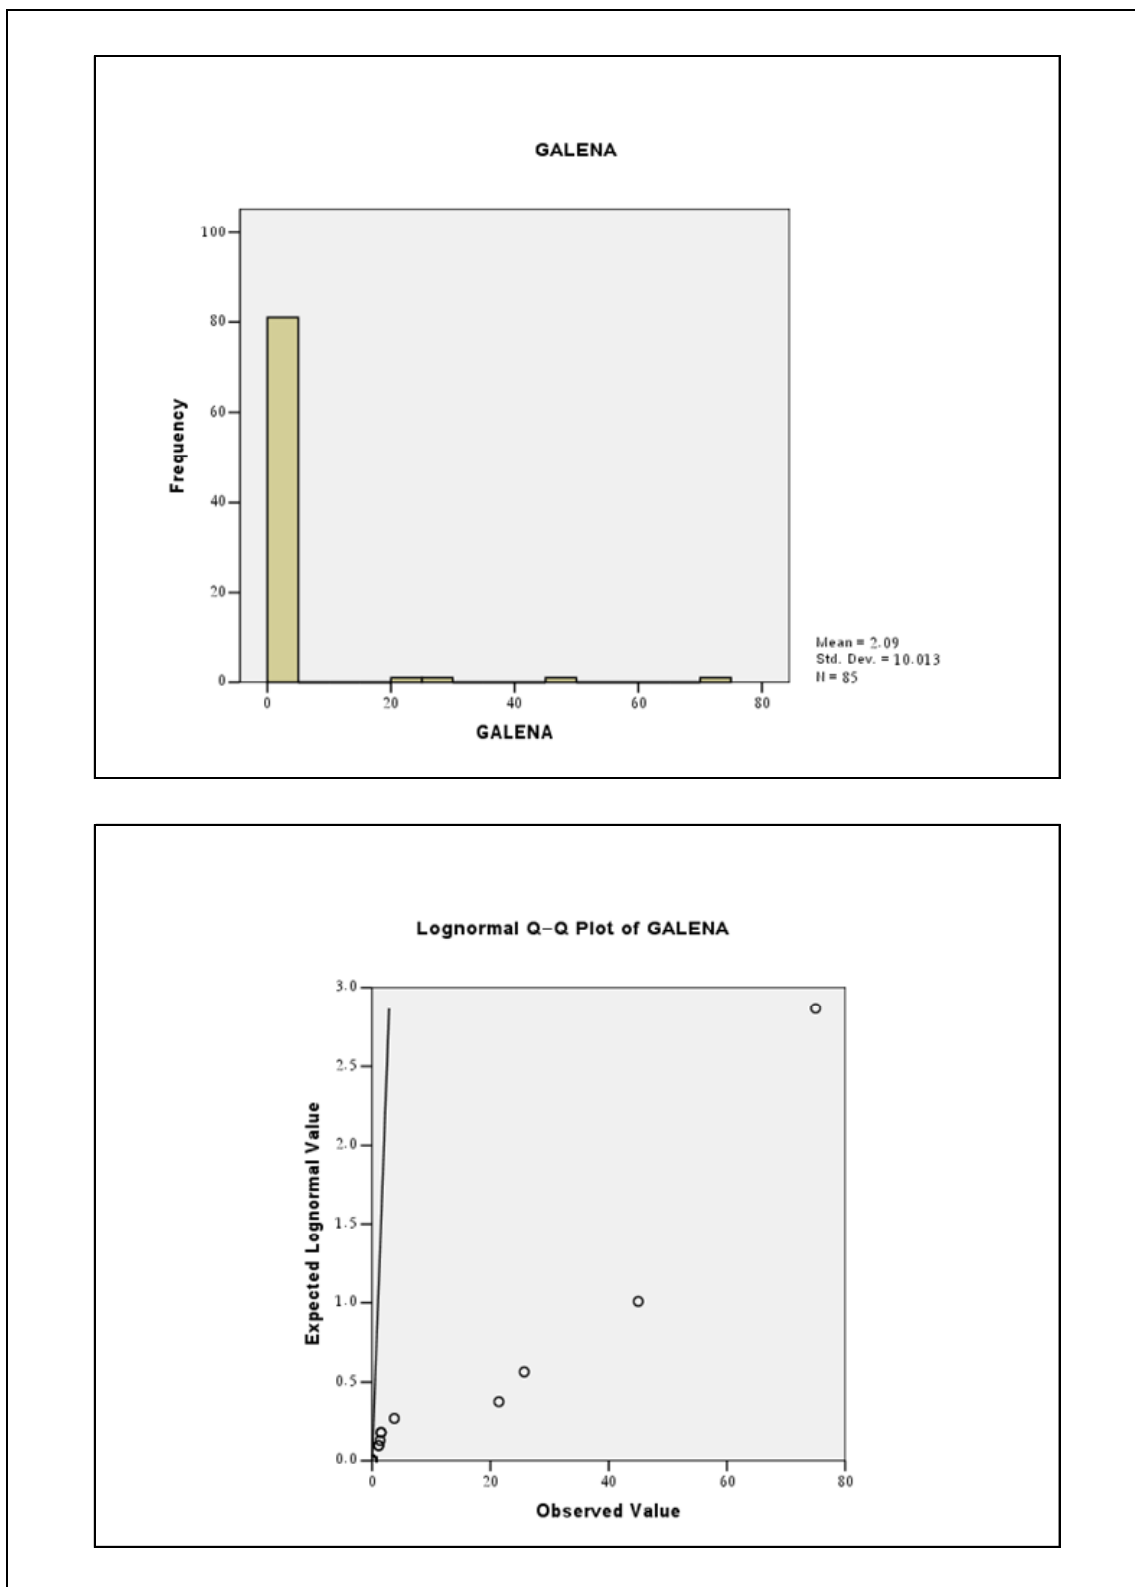 GALENA
100
80
60
40
20
0
Frequency
0 20 40 60 80
GALENA
Mean = 2.09
Std. Dev. = 10.013
N = 85
Lognormal Q–Q Plot of GALENA
3.0
2.5
2.0
1.5
1.0
0.5
0.0
Expected Lognormal Value
0 20 40 60 80
Observed Value